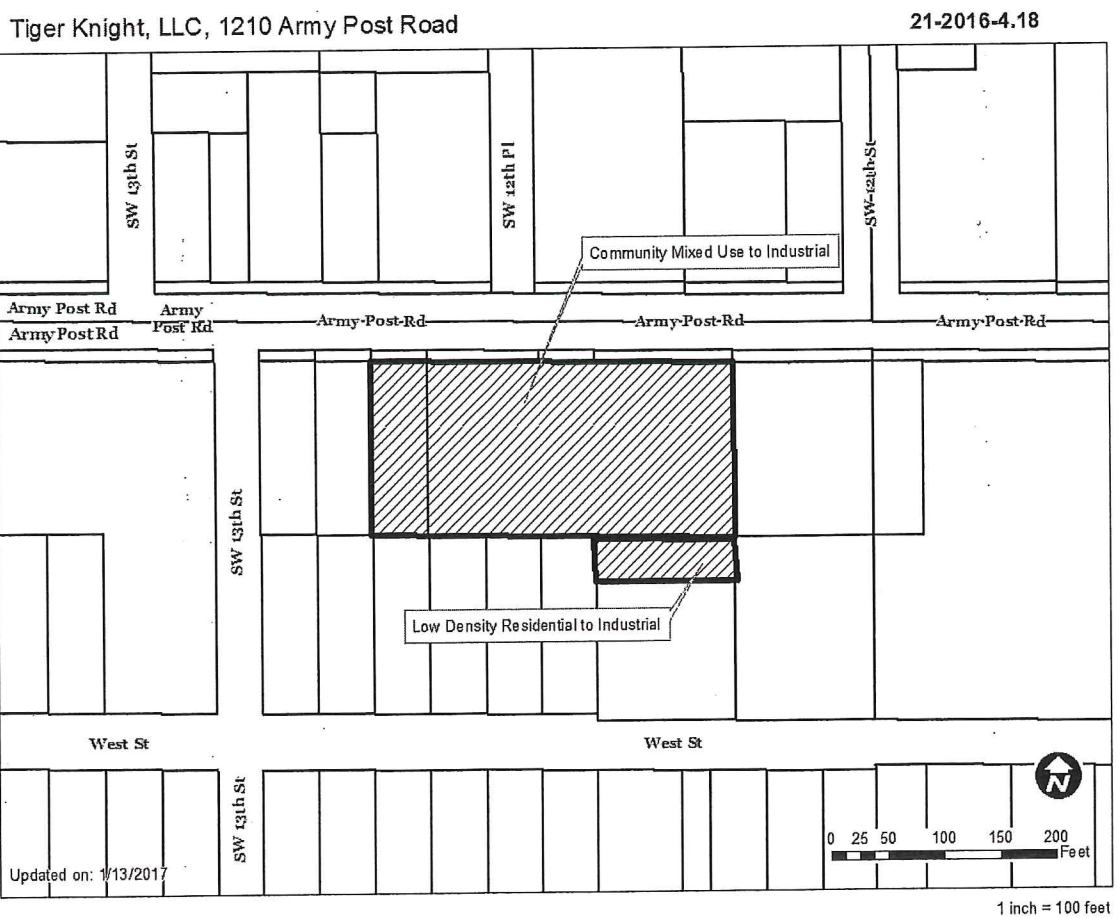 Tiger Knight, LLC, 1210 Army Post Road
21-2016-4.18
SW 13th St
SW 12th Pl
SW 12th St
Community Mixed Use to Industrial
Army Post Rd
Army
Post Rd
Army Post Rd
Army Post Rd
Army Post Rd
Army Post Rd
SW 13th St
Low Density Residential to Industrial
West St
West St
SW 13th St
N
0 25 50 100 150 200
Feet
Updated on: 1/13/2017
1 inch = 100 feet